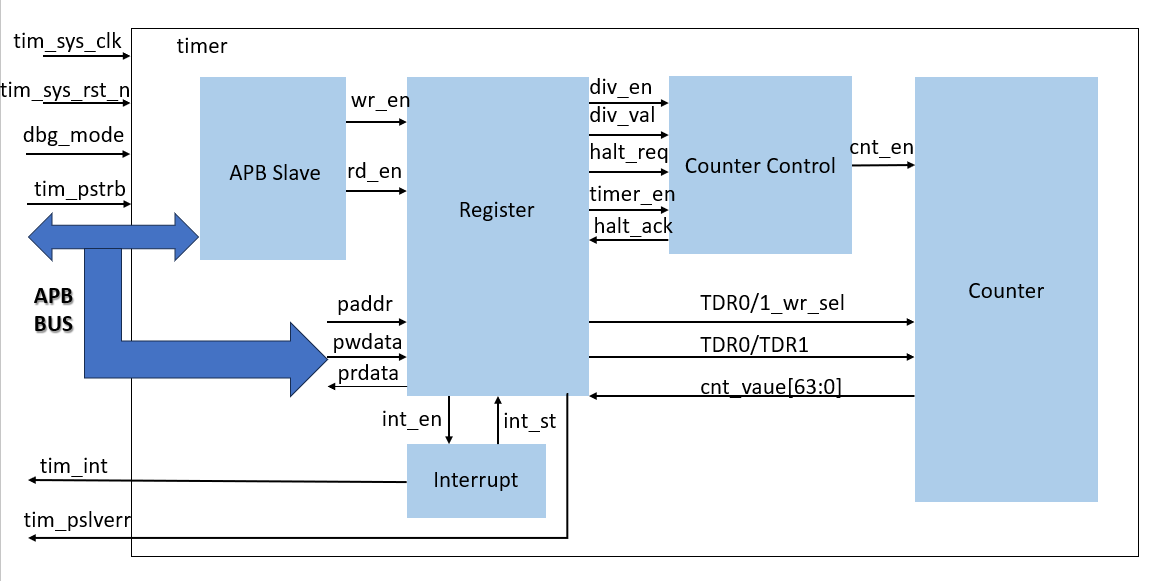 tim_sys_clk
timer
tim_sys_rst_n
dbg_mode
tim_pstrb
APB
BUS
APB Slave
wr_en
rd_en
Register
div_en
div_val
halt_req
timer_en
halt_ack
Counter Control
cnt_en
Counter
paddr
pwdata
prdata
TDR0/1_wr_sel
TDR0/TDR1
cnt_vaue[63:0]
int_en
int_st
Interrupt
tim_int
tim_pslverr